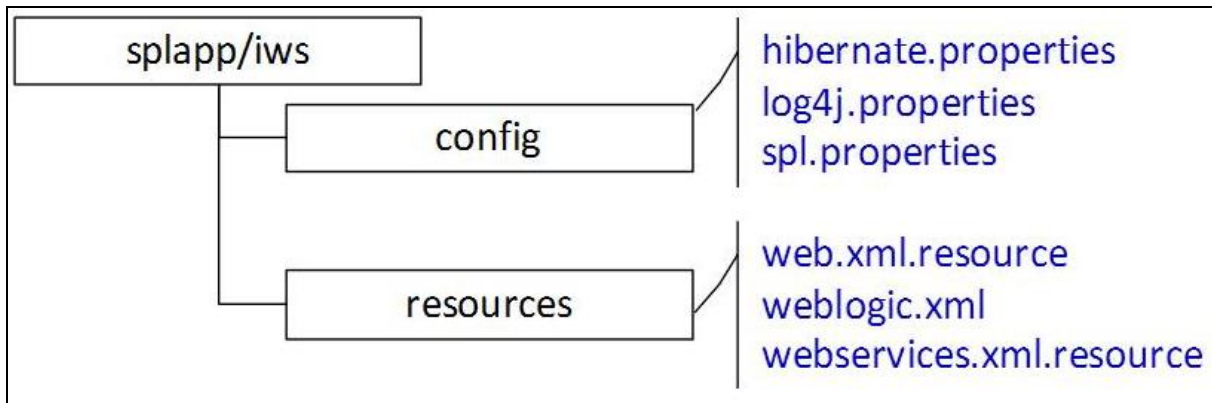 splapp/iws
config
hibernate.properties
log4j.properties
spl.properties
resources
web.xml.resource
weblogic.xml
webservices.xml.resource